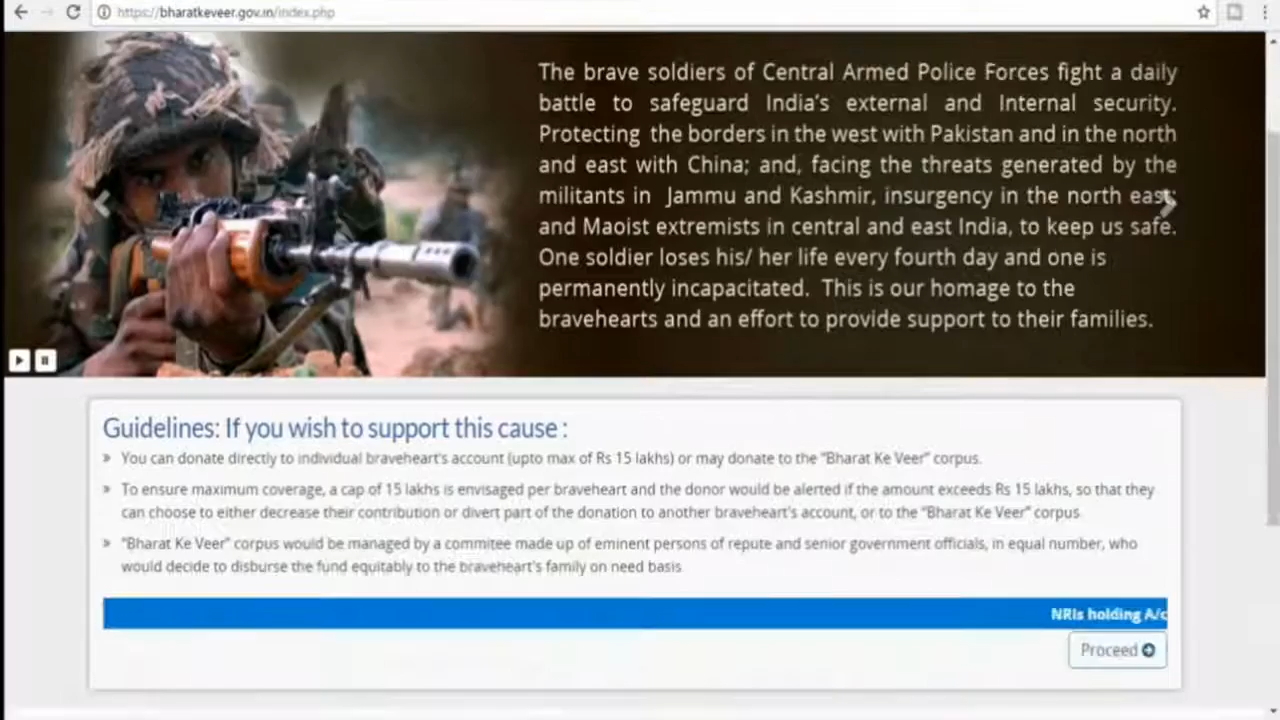 https://bharatkeveer.gov.in/index.php
The brave soldiers of Central Armed Police Forces fight a daily
battle to safeguard India's external and Internal security.
Protecting the borders in the west with Pakistan and in the north
and east with China; and, facing the threats generated by the
militants in Jammu and Kashmir, insurgency in the north east;
and Maoist extremists in central and east India, to keep us safe.
One soldier loses his/ her life every fourth day and one is
permanently incapacitated. This is our homage to the
bravehearts and an effort to provide support to their families.
Guidelines: If you wish to support this cause :
» You can donate directly to individual braveheart's account (upto max of Rs 15 lakhs) or may donate to the "Bharat Ke Veer" corpus.
» To ensure maximum coverage, a cap of 15 lakhs is envisaged per braveheart and the donor would be alerted if the amount exceeds Rs 15 lakhs, so that they
can choose to either decrease their contribution or divert part of the donation to another braveheart's account, or to the "Bharat Ke Veer" corpus
» "Bharat Ke Veer" corpus would be managed by a commitee made up of eminent persons of repute and senior government officials, in equal number, who
would decide to disburse the fund equitably to the braveheart's family on need basis
NRIs holding A/c
Proceed